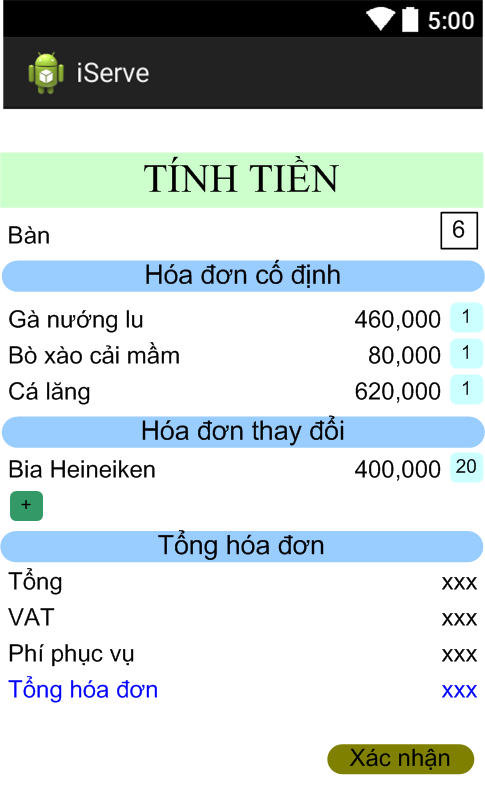 5:00
iServe
TÍNH TIỀN
Bàn 6
Hóa đơn cố định
Gà nướng lu 460,000 1
Bò xào cải mầm 80,000 1
Cá lăng 620,000 1
Hóa đơn thay đổi
Bia Heineiken 400,000 20
+
Tổng hóa đơn
Tổng xxx
VAT xxx
Phí phục vụ xxx
Tổng hóa đơn xxx
Xác nhận